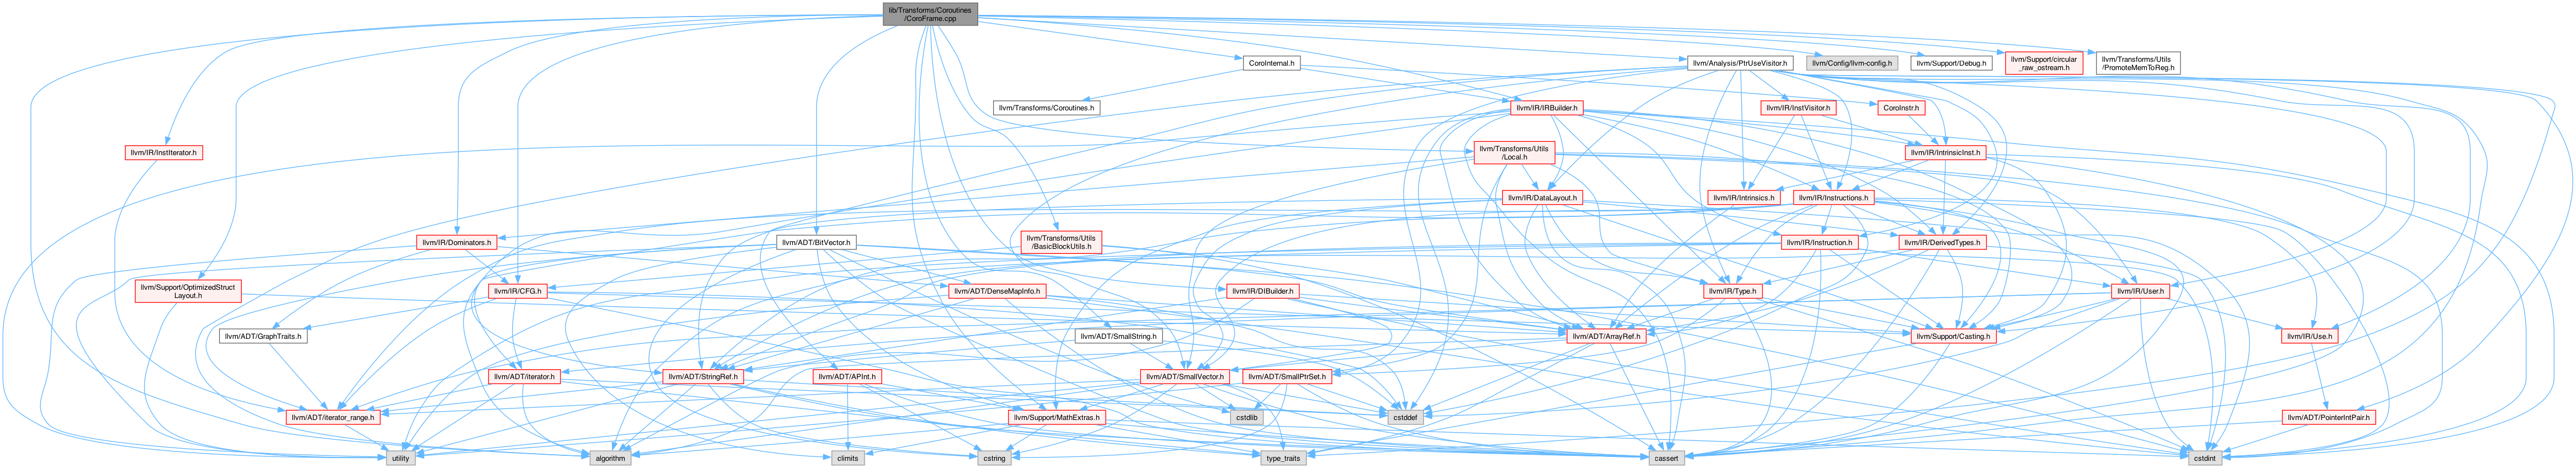 lib/Transforms/Coroutines
/CoroFrame.cpp
CoroInternal.h
llvm/Analysis/PtrUseVisitor.h
llvm/Config/llvm-config.h
llvm/Support/Debug.h
llvm/Support/circular
_raw_ostream.h
llvm/Transforms/Utils
/PromoteMemToReg.h
llvm/Transforms/Coroutines.h
llvm/IR/IRBuilder.h
llvm/IR/InstVisitor.h
CoroInstr.h
llvm/IR/InstIterator.h
llvm/Transforms/Utils
/Local.h
llvm/IR/IntrinsicInst.h
llvm/IR/DataLayout.h
llvm/IR/Intrinsics.h
llvm/IR/Instructions.h
llvm/IR/Dominators.h
llvm/ADT/BitVector.h
llvm/Transforms/Utils
/BasicBlockUtils.h
llvm/IR/Instruction.h
llvm/IR/DerivedTypes.h
llvm/Support/OptimizedStruct
Layout.h
llvm/IR/CFG.h
llvm/ADT/DenseMapInfo.h
llvm/IR/DIBuilder.h
llvm/IR/Type.h
llvm/IR/User.h
llvm/ADT/GraphTraits.h
llvm/ADT/SmallString.h
llvm/ADT/ArrayRef.h
llvm/Support/Casting.h
llvm/IR/Use.h
llvm/ADT/iterator.h
llvm/ADT/StringRef.h
llvm/ADT/APInt.h
llvm/ADT/SmallVector.h
llvm/ADT/SmallPtrSet.h
llvm/ADT/iterator_range.h
llvm/Support/MathExtras.h
cstdlib
cstddef
llvm/ADT/PointerIntPair.h
utility
algorithm
climits
cstring
type_traits
cassert
cstdint